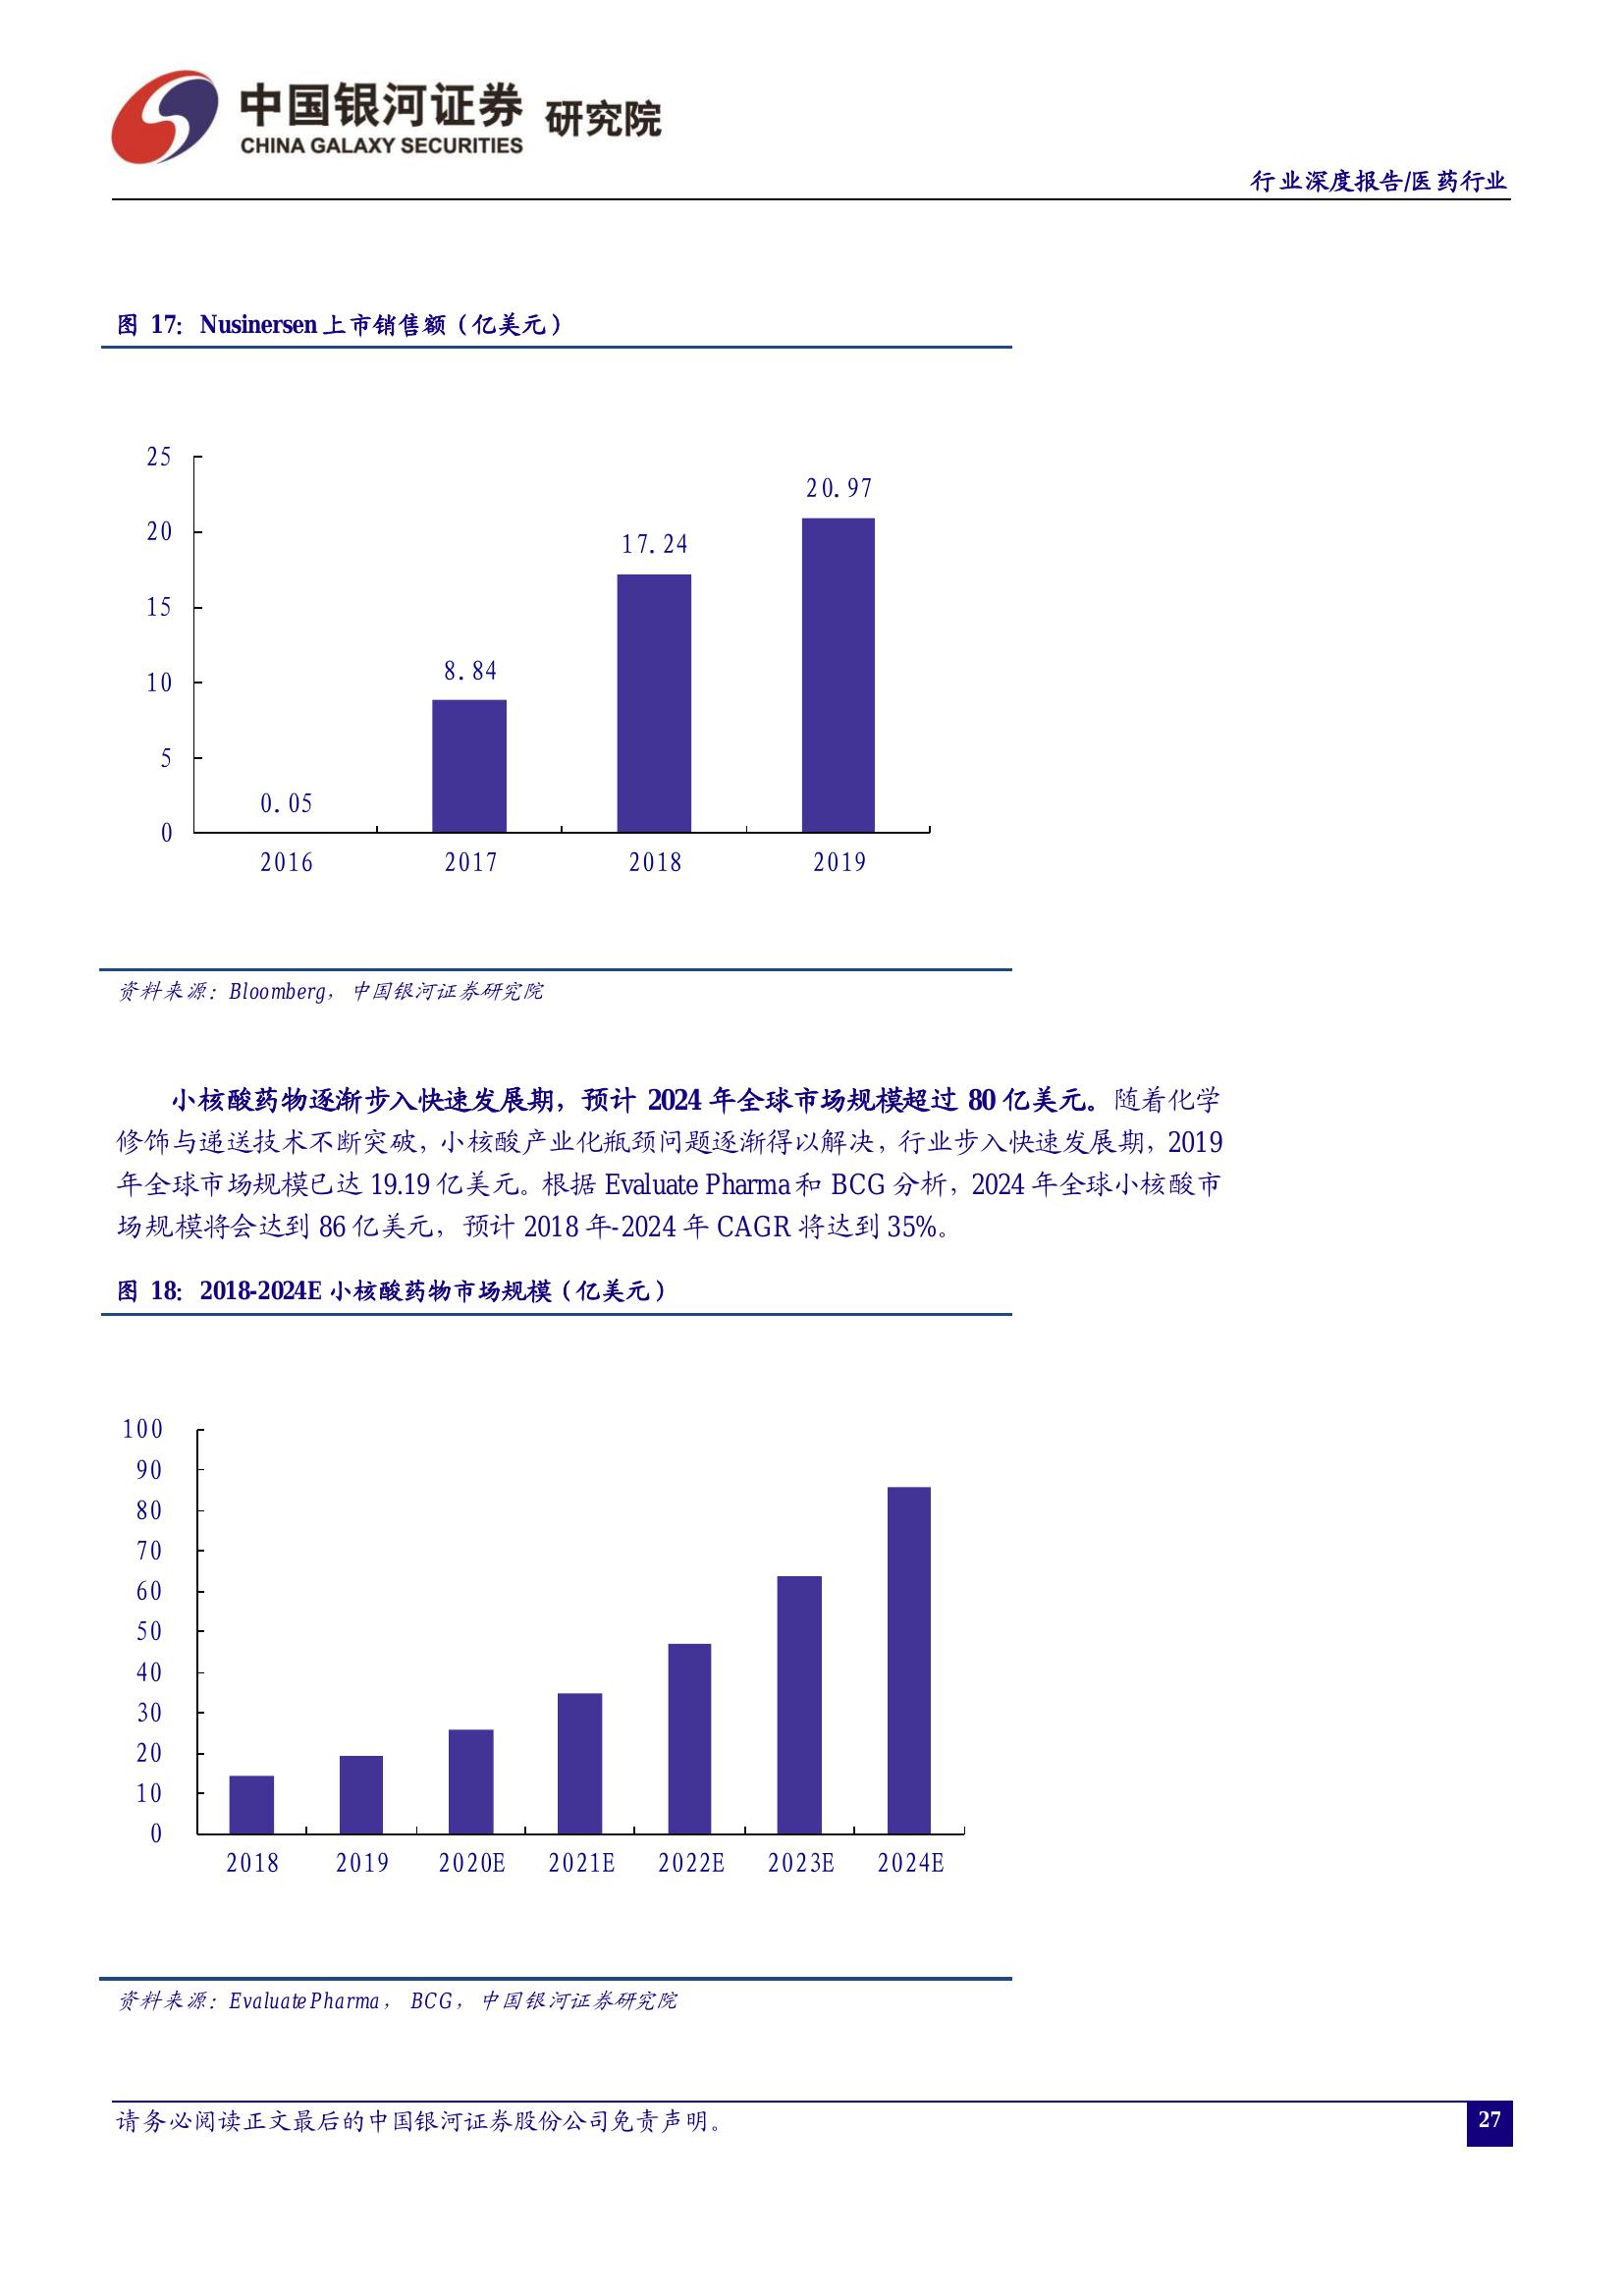 中国银河证券 研究院
CHINA GALAXY SECURITIES
行业深度报告/医药行业
图 17: Nusinersen 上市销售额（亿美元）
25
20
15
10
5
0
0.05
8.84
17.24
20.97
2016 2017 2018 2019
资料来源：Bloomberg，中国银河证券研究院
小核酸药物逐渐步入快速发展期，预计 2024 年全球市场规模超过 80 亿美元。随着化学
修饰与递送技术不断突破，小核酸产业化瓶颈问题逐渐得以解决，行业步入快速发展期，2019
年全球市场规模已达 19.19 亿美元。根据 Evaluate Pharma 和 BCG 分析，2024 年全球小核酸市
场规模将会达到 86 亿美元，预计 2018 年-2024 年 CAGR 将达到 35%。
图 18: 2018-2024E 小核酸药物市场规模（亿美元）
100
90
80
70
60
50
40
30
20
10
0
2018 2019 2020E 2021E 2022E 2023E 2024E
资料来源：Evaluate Pharma， BCG，中国银河证券研究院
请务必阅读正文最后的中国银河证券股份公司免责声明。
27